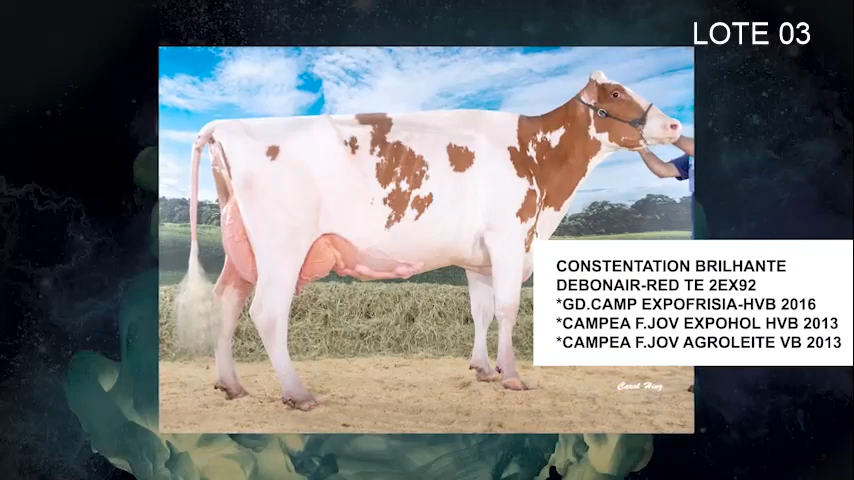 LOTE 03
CONSTENTATION BRILHANTE
DEBONAIR-RED TE 2EX92
*GD.CAMP EXPOFRISIA-HVB 2016
*CAMPEA F.JOV EXPOHOL HVB 2013
*CAMPEA F.JOV AGROLEITE VB 2013
Carol Hinz